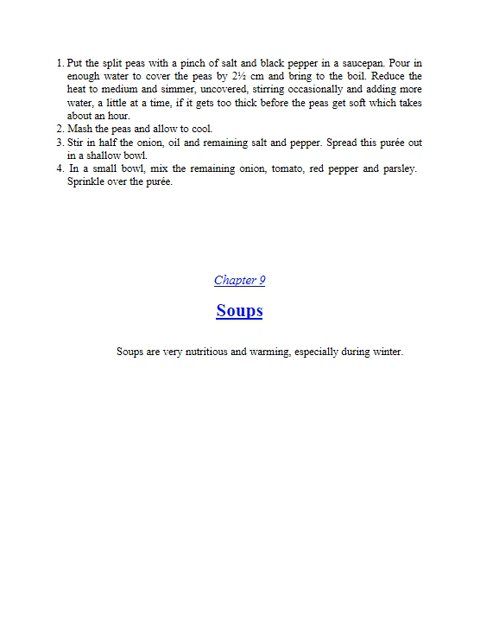 1. Put the split peas with a pinch of salt and black pepper in a saucepan. Pour in
enough water to cover the peas by 2½ cm and bring to the boil. Reduce the
heat to medium and simmer, uncovered, stirring occasionally and adding more
water, a little at a time, if it gets too thick before the peas get soft which takes
about an hour.
2. Mash the peas and allow to cool.
3. Stir in half the onion, oil and remaining salt and pepper. Spread this purée out
in a shallow bowl.
4. In a small bowl, mix the remaining onion, tomato, red pepper and parsley.
Sprinkle over the purée.
Chapter 9
Soups
Soups are very nutritious and warming, especially during winter.